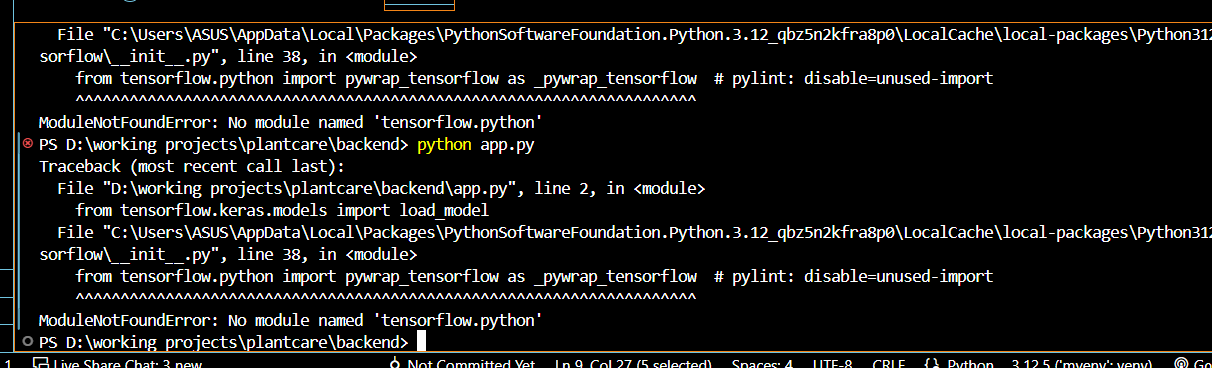 File "C:\Users\ASUS\AppData\Local\Packages\PythonSoftwareFoundation.Python.3.12_qbz5n2kfra8p0\LocalCache\local-packages\Python312
sorflow\__init__.py", line 38, in <module>
from tensorflow.python import pywrap_tensorflow as _pywrap_tensorflow # pylint: disable=unused-import
^^^^^^^^^^^^^^^^^^^^^^^^^^^^^^^^^^^^^^^^^^^^^^^^^^^^^^^^^^^^^^^^^^^^^
ModuleNotFoundError: No module named 'tensorflow.python'
PS D:\working projects\plantcare\backend> python app.py
Traceback (most recent call last):
File "D:\working projects\plantcare\backend\app.py", line 2, in <module>
from tensorflow.keras.models import load_model
File "C:\Users\ASUS\AppData\Local\Packages\PythonSoftwareFoundation.Python.3.12_qbz5n2kfra8p0\LocalCache\local-packages\Python312
sorflow\__init__.py", line 38, in <module>
from tensorflow.python import pywrap_tensorflow as _pywrap_tensorflow # pylint: disable=unused-import
^^^^^^^^^^^^^^^^^^^^^^^^^^^^^^^^^^^^^^^^^^^^^^^^^^^^^^^^^^^^^^^^^^^^^
ModuleNotFoundError: No module named 'tensorflow.python'
PS D:\working projects\plantcare\backend>
1 Live Share Chat: 3 new Not Committed Yet Ln 9, Col 27 (5 selected) Spaces: 4 UTF-8 CRLF {} Python 3.12.5 ('myenv': venv) Go